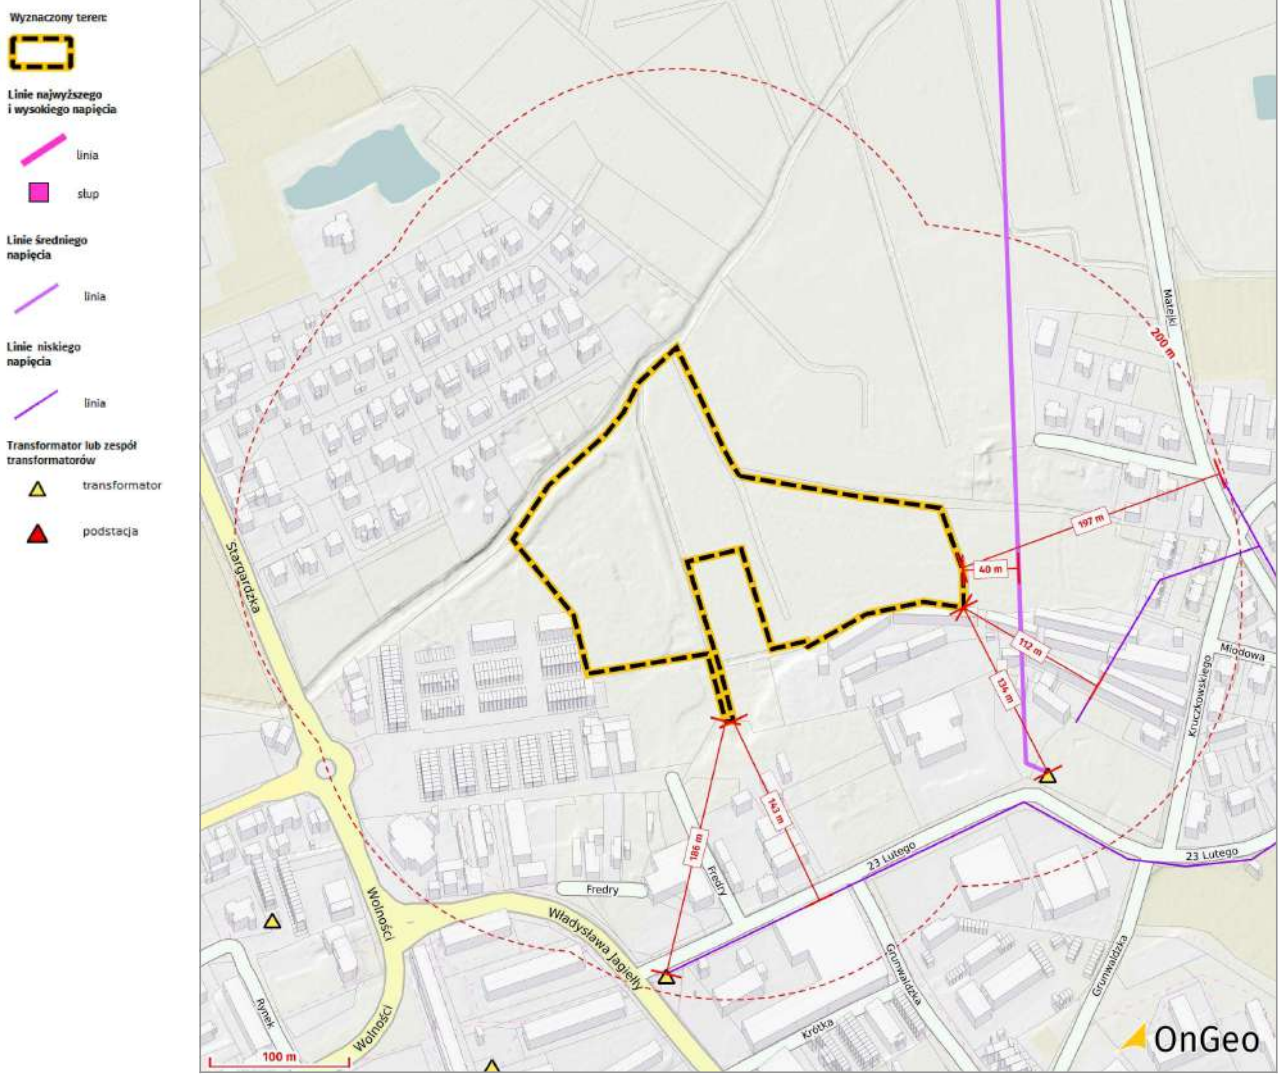 Wyznaczony teren:
Linie najwyższego
i wysokiego napięcia
linia
słup
Linie średniego
napięcia
linia
Linie niskiego
napięcia
linia
Transformator lub zespół
transformatorów
transformator
podstacja
Matejki
200 m
197 m
40 m
Stargardzka
112 m
134 m
Miodowa
Kruczkowskiego
143 m
186 m
23 Lutego
23 Lutego
Fredry
Fredry
Wolności
Władysława Jagiełły
Grunwaldzka
Grunwaldzka
Rynek
Wolności
Krótka
100 m
OnGeo